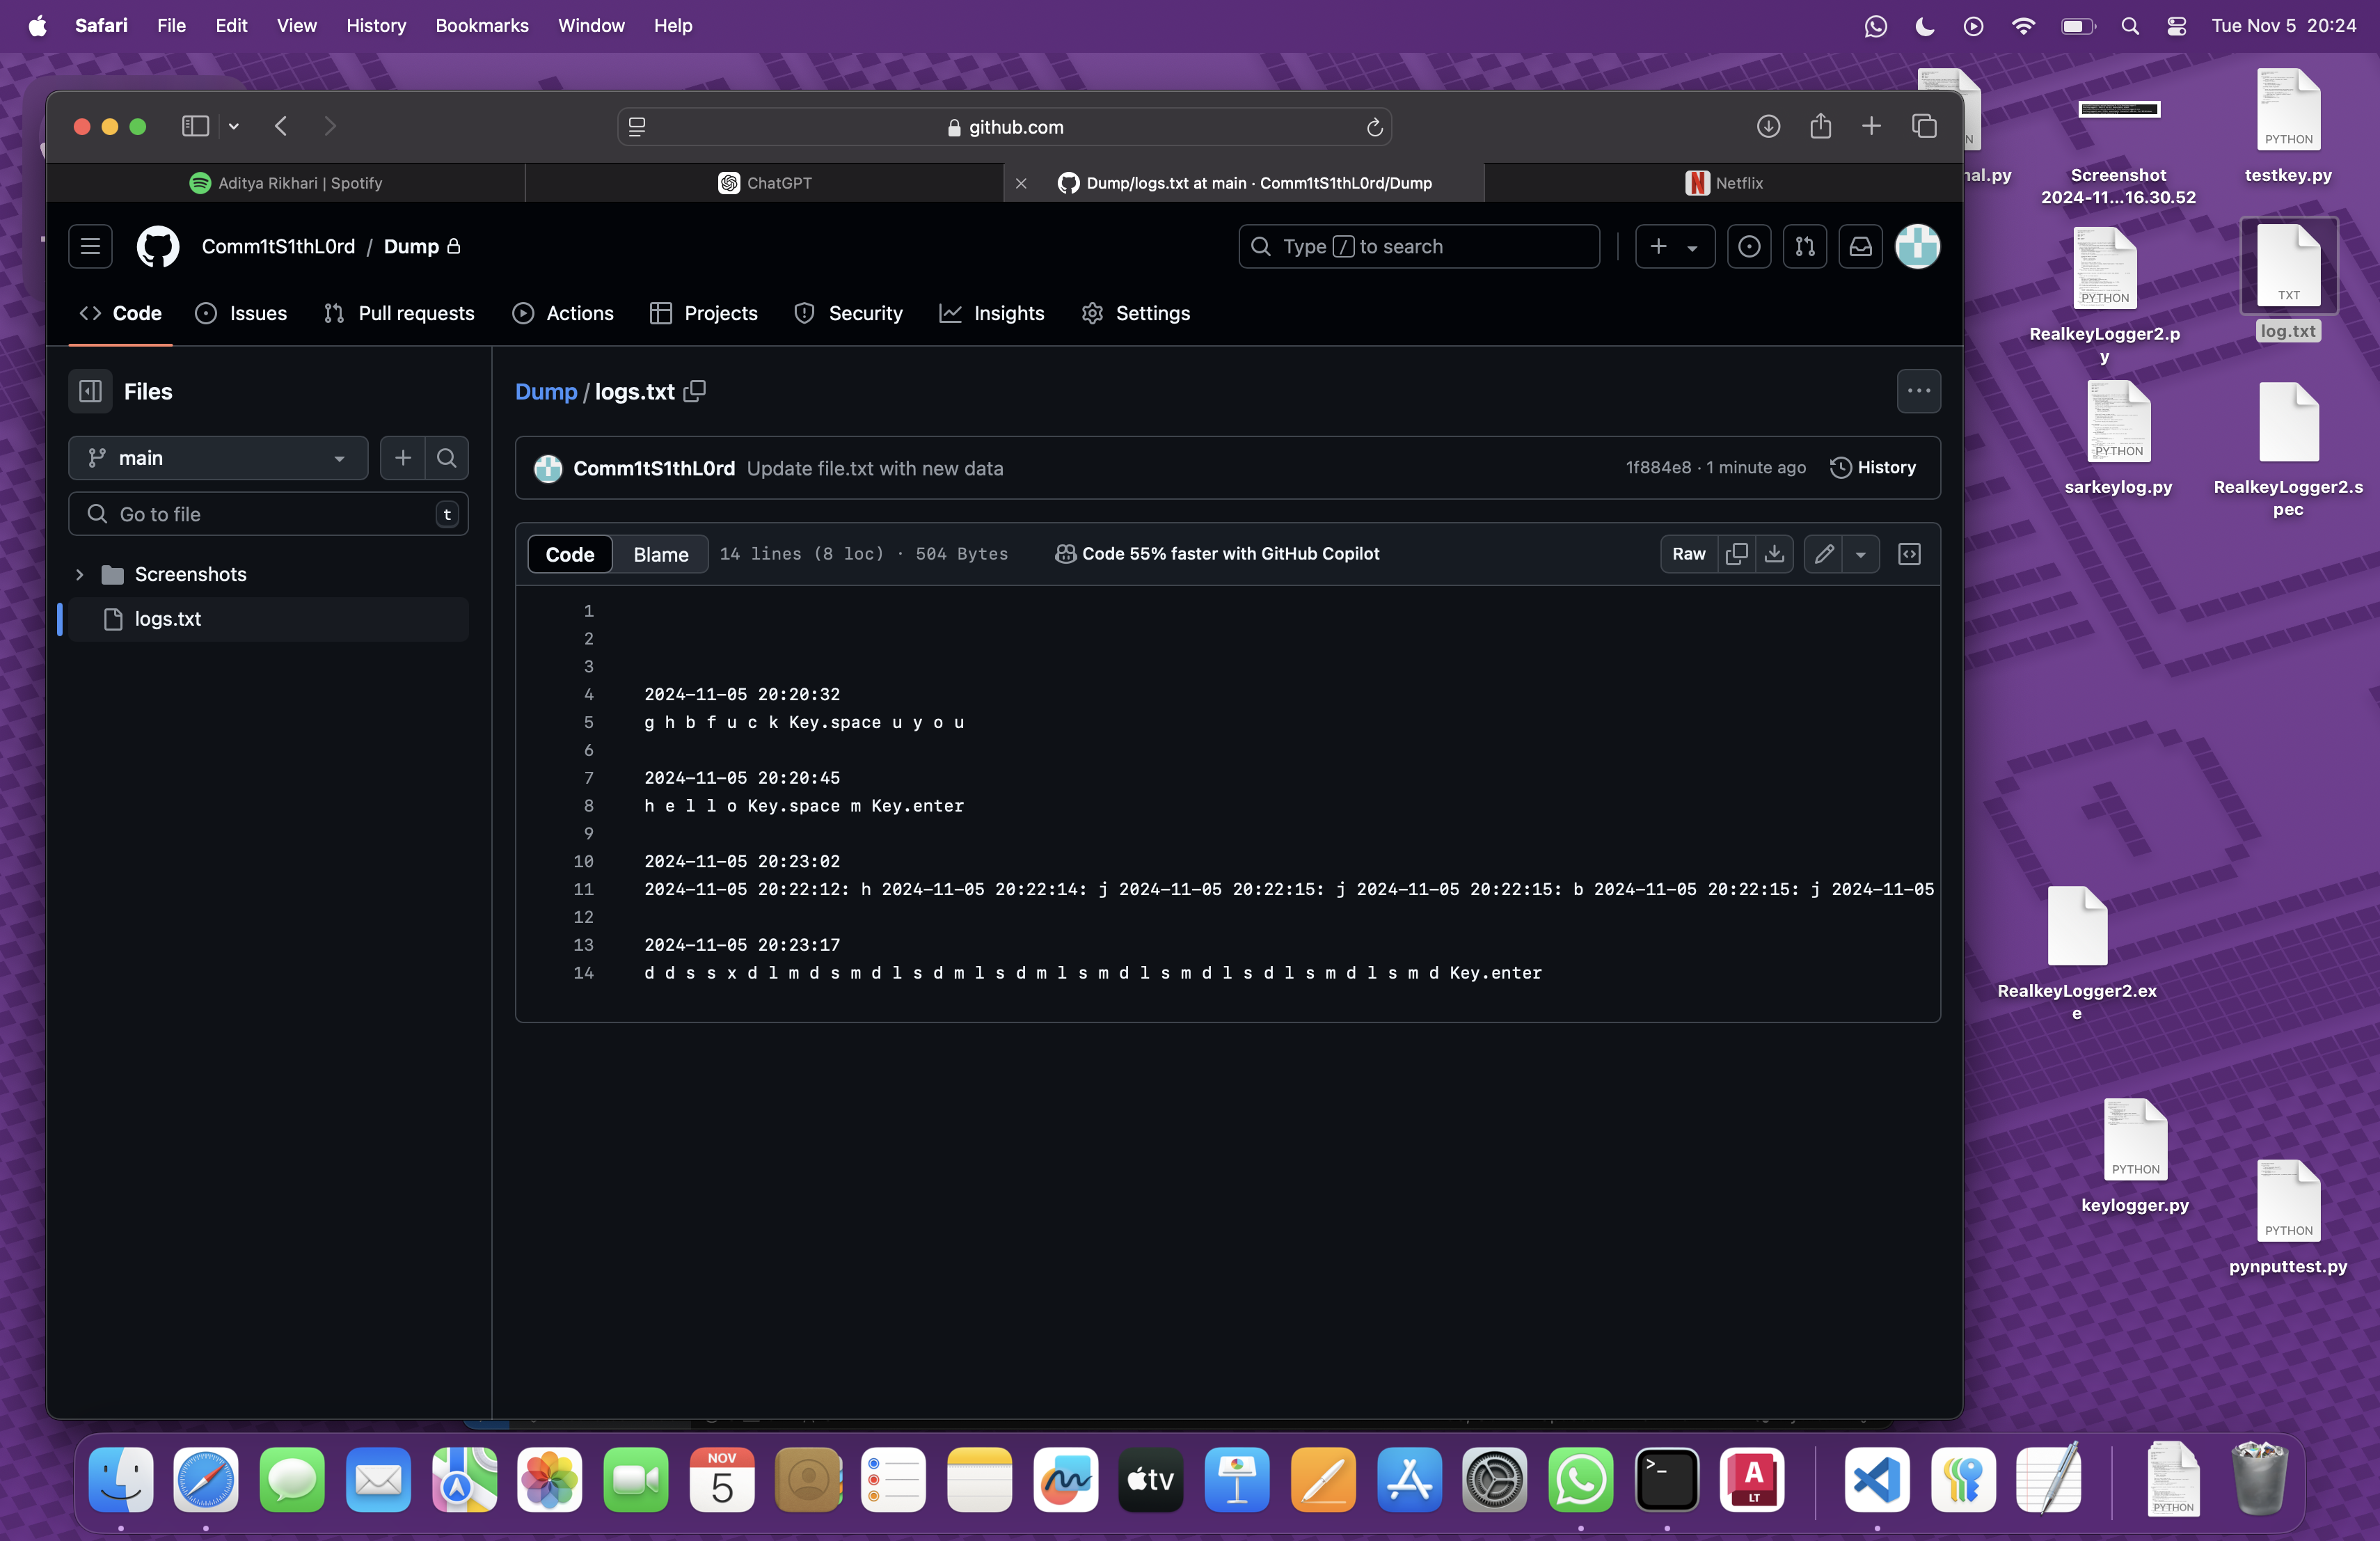 Safari File Edit View History Bookmarks Window Help Tue Nov 5 20:24
github.com
Aditya Rikhari | Spotify
ChatGPT
Dump/logs.txt at main · Comm1tS1thL0rd/Dump
Netflix
Comm1tS1thL0rd / Dump
Type / to search
Code Issues Pull requests Actions Projects Security Insights Settings
Files
main
Go to file t
Screenshots
logs.txt
Dump / logs.txt
Comm1tS1thL0rd Update file.txt with new data 1f884e8 · 1 minute ago History
Code Blame 14 lines (8 loc) · 504 Bytes Code 55% faster with GitHub Copilot Raw
1
2
3
4 2024-11-05 20:20:32
5 g h b f u c k Key.space u y o u
6
7 2024-11-05 20:20:45
8 h e l l o Key.space m Key.enter
9
10 2024-11-05 20:23:02
11 2024-11-05 20:22:12: h 2024-11-05 20:22:14: j 2024-11-05 20:22:15: j 2024-11-05 20:22:15: b 2024-11-05 20:22:15: j 2024-11-05
12
13 2024-11-05 20:23:17
14 d d s s x d l m d s m d l s d m l s d m l s m d l s m d l s d l s m d l s m d Key.enter
N
nal.py
Screenshot
2024-11...16.30.52
PYTHON
testkey.py
PYTHON
RealkeyLogger2.p
y
TXT
log.txt
PYTHON
sarkeylog.py
RealkeyLogger2.s
pec
RealkeyLogger2.ex
e
PYTHON
keylogger.py
PYTHON
pynputtest.py
NOV
5
tv
>_
A
LT
PYTHON